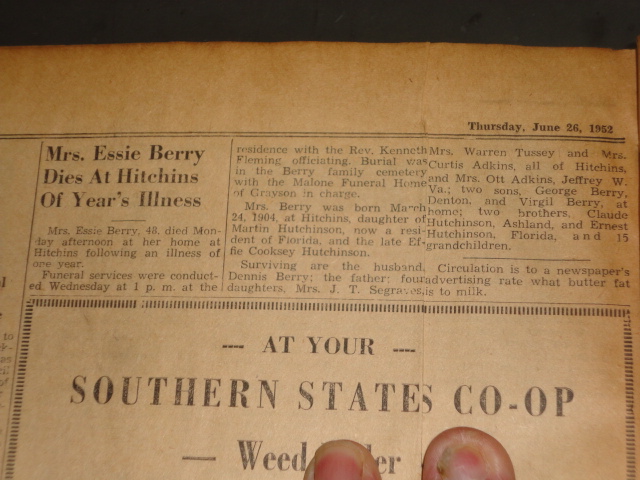 Thursday, June 26, 1952
Mrs. Essie Berry
Dies At Hitchins
Of Year's Illness
Mrs. Essie Berry, 48, died Mon-
day afternoon at her home at
Hitchins following an illness of
one year.
Funeral services were conduct-
ed Wednesday at 1 p. m. at the
residence with the Rev. Kenneth
Fleming officiating. Burial was
in the Berry family cemetery
with the Malone Funeral Home
of Grayson in charge.
Mrs. Berry was born March
24, 1904, at Hitchins, daughter of
Martin Hutchinson, now a resi-
dent of Florida, and the late Ef-
fie Cooksey Hutchinson.
Surviving are the husband,
Dennis Berry; the father; four
daughters, Mrs. J. T. Segraves,
Mrs. Warren Tussey and Mrs.
Curtis Adkins, all of Hitchins,
and Mrs. Ott Adkins, Jeffrey W.
Va.; two sons, George Berry,
Denton, and Virgil Berry, at
home; two brothers, Claude
Hutchinson, Ashland, and Ernest
Hutchinson, Florida, and 15
grandchildren.
Circulation is to a newspaper's
advertising rate what butter fat
is to milk.
--- AT YOUR ---
SOUTHERN STATES CO-OP
— Weed